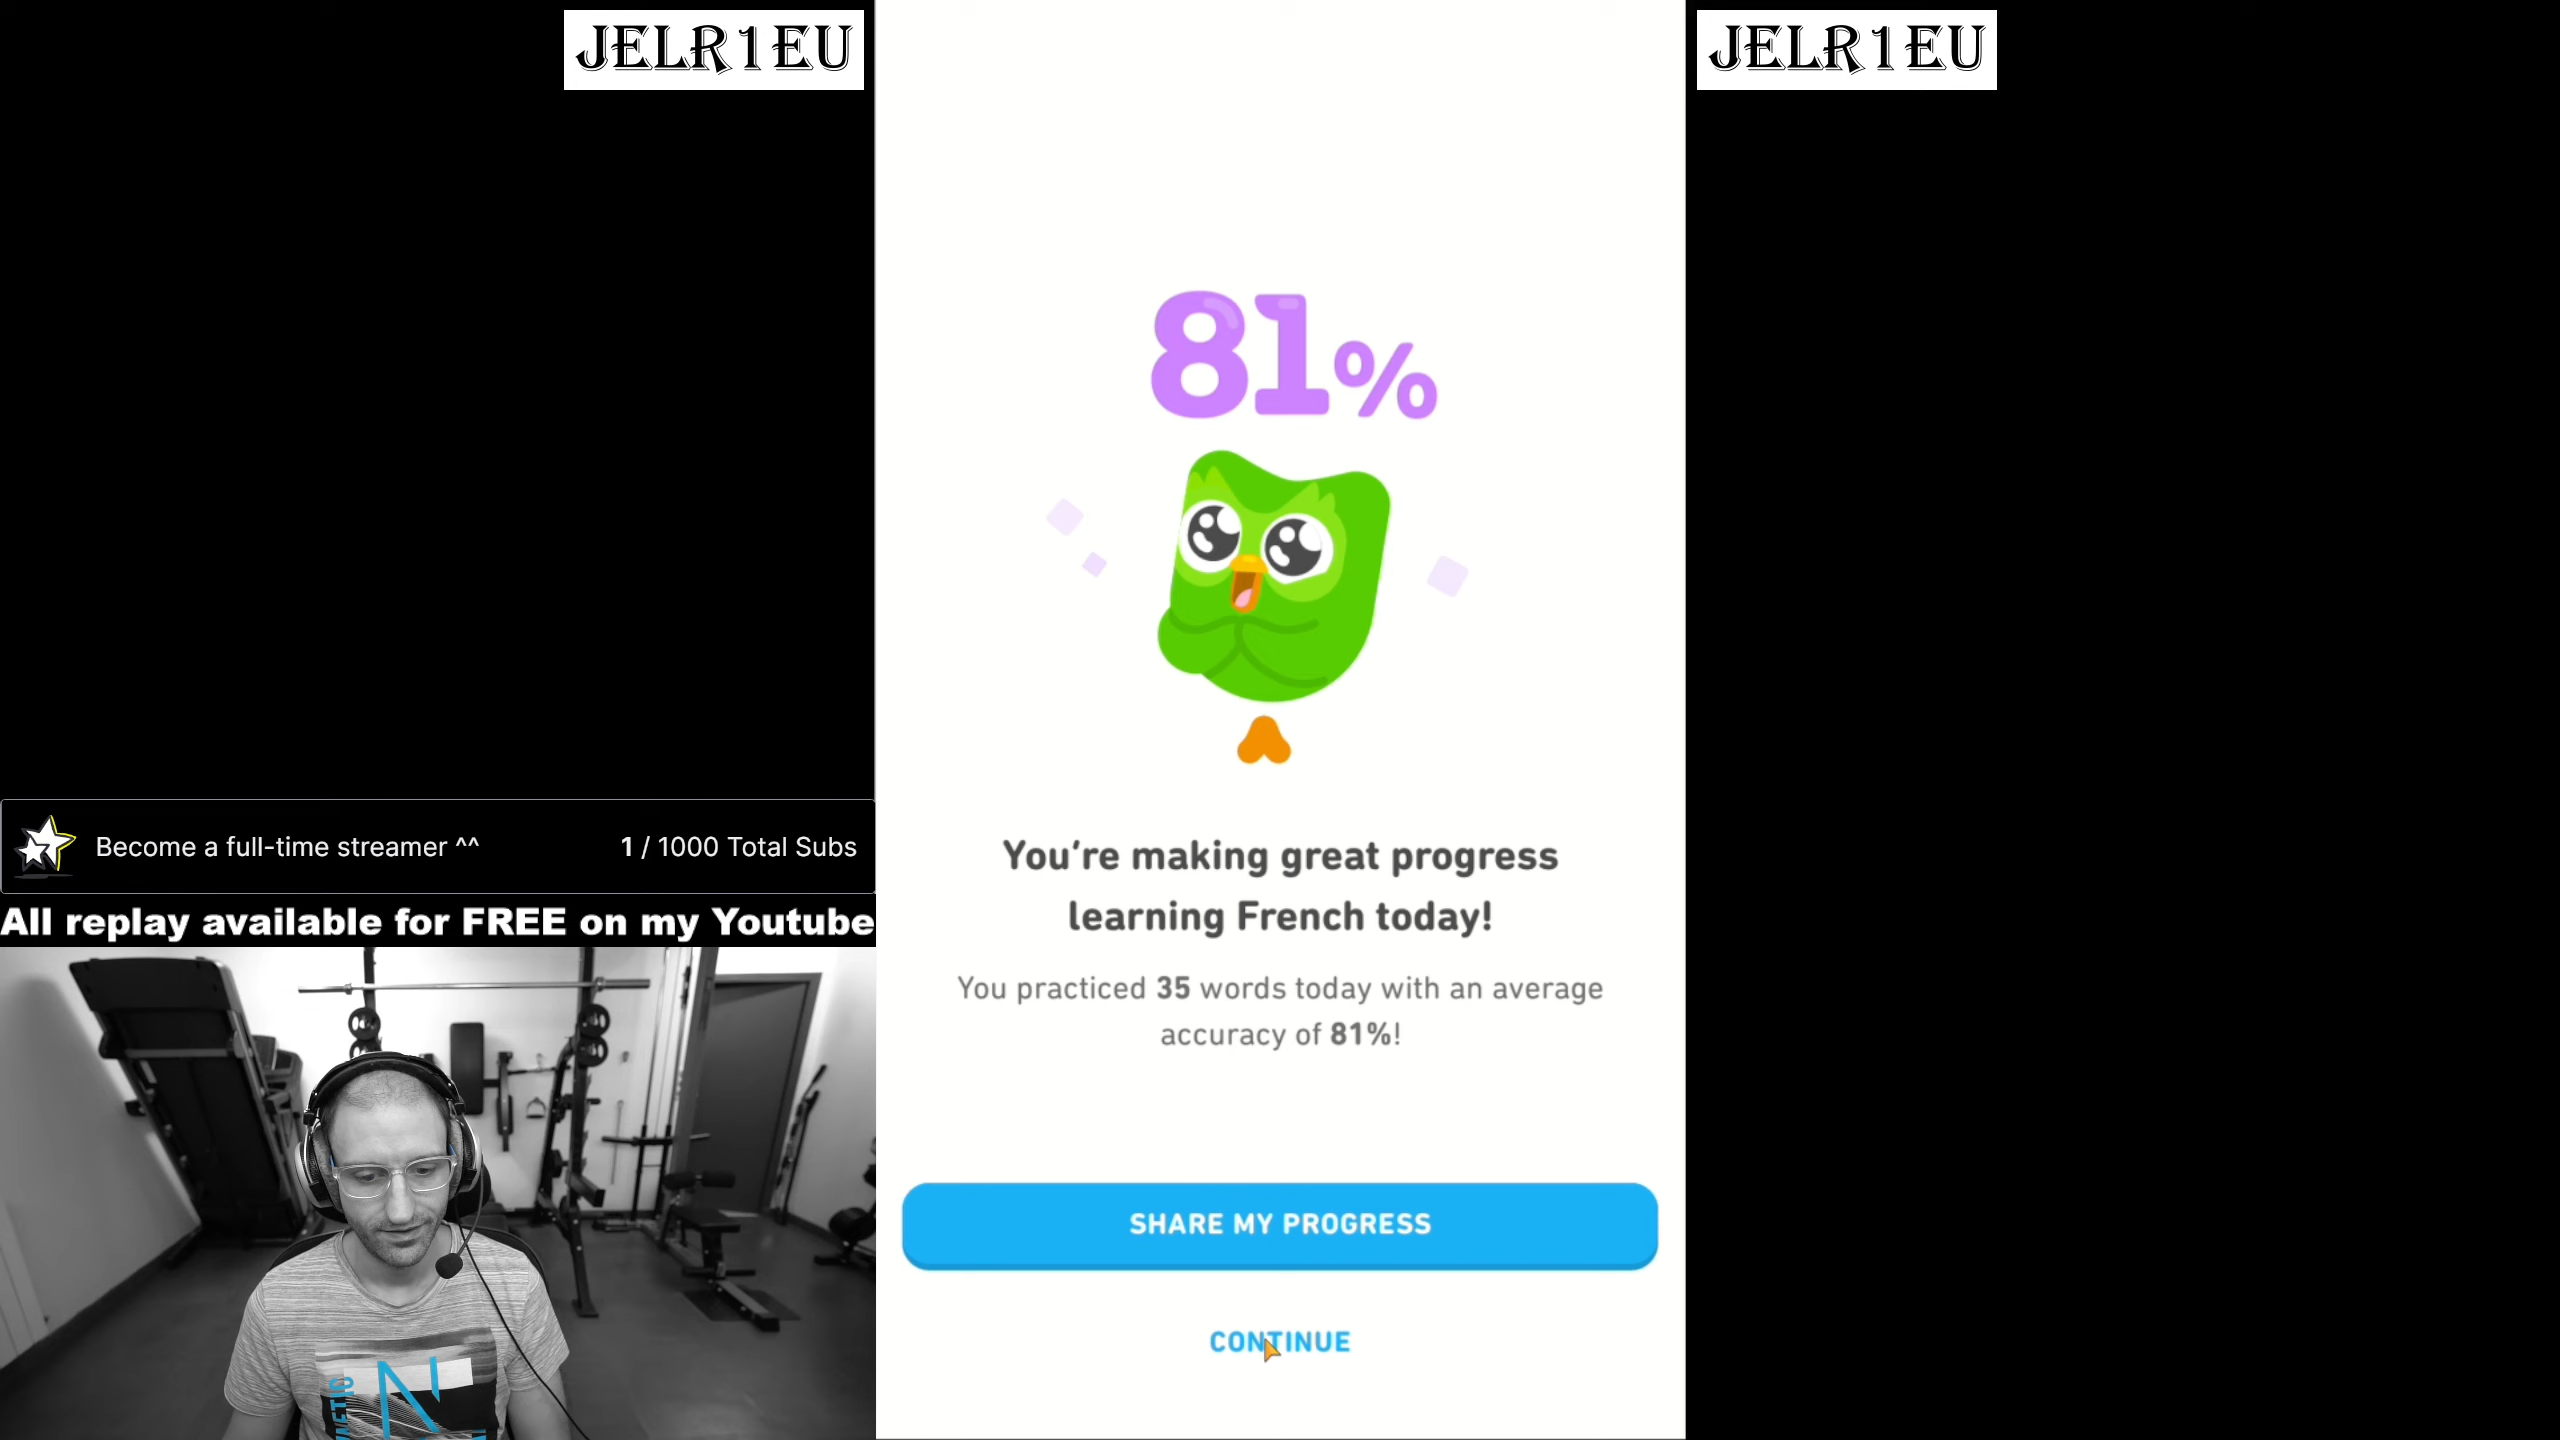 JELR1EU
JELR1EU
81%
Become a full-time streamer ^^
1 / 1000 Total Subs
All replay available for FREE on my Youtube
You're making great progress
learning French today!
You practiced 35 words today with an average
accuracy of 81%!
SHARE MY PROGRESS
CONTINUE